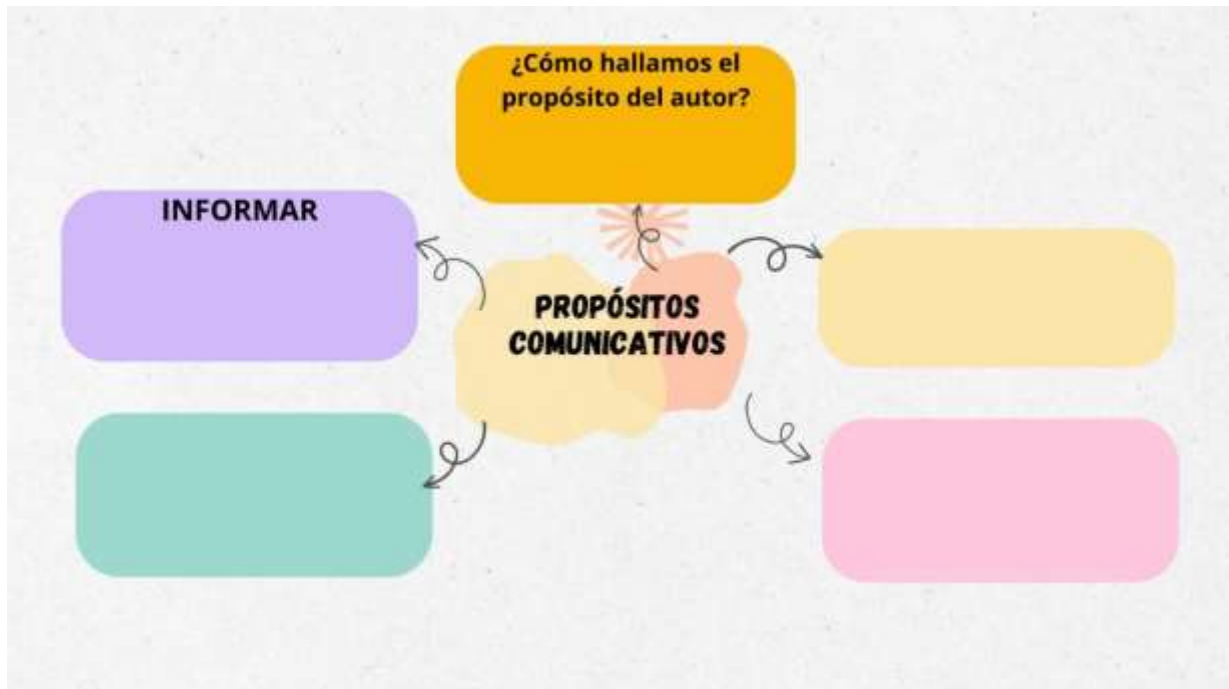 ¿Cómo hallamos el
propósito del autor?
INFORMAR
PROPÓSITOS
COMUNICATIVOS